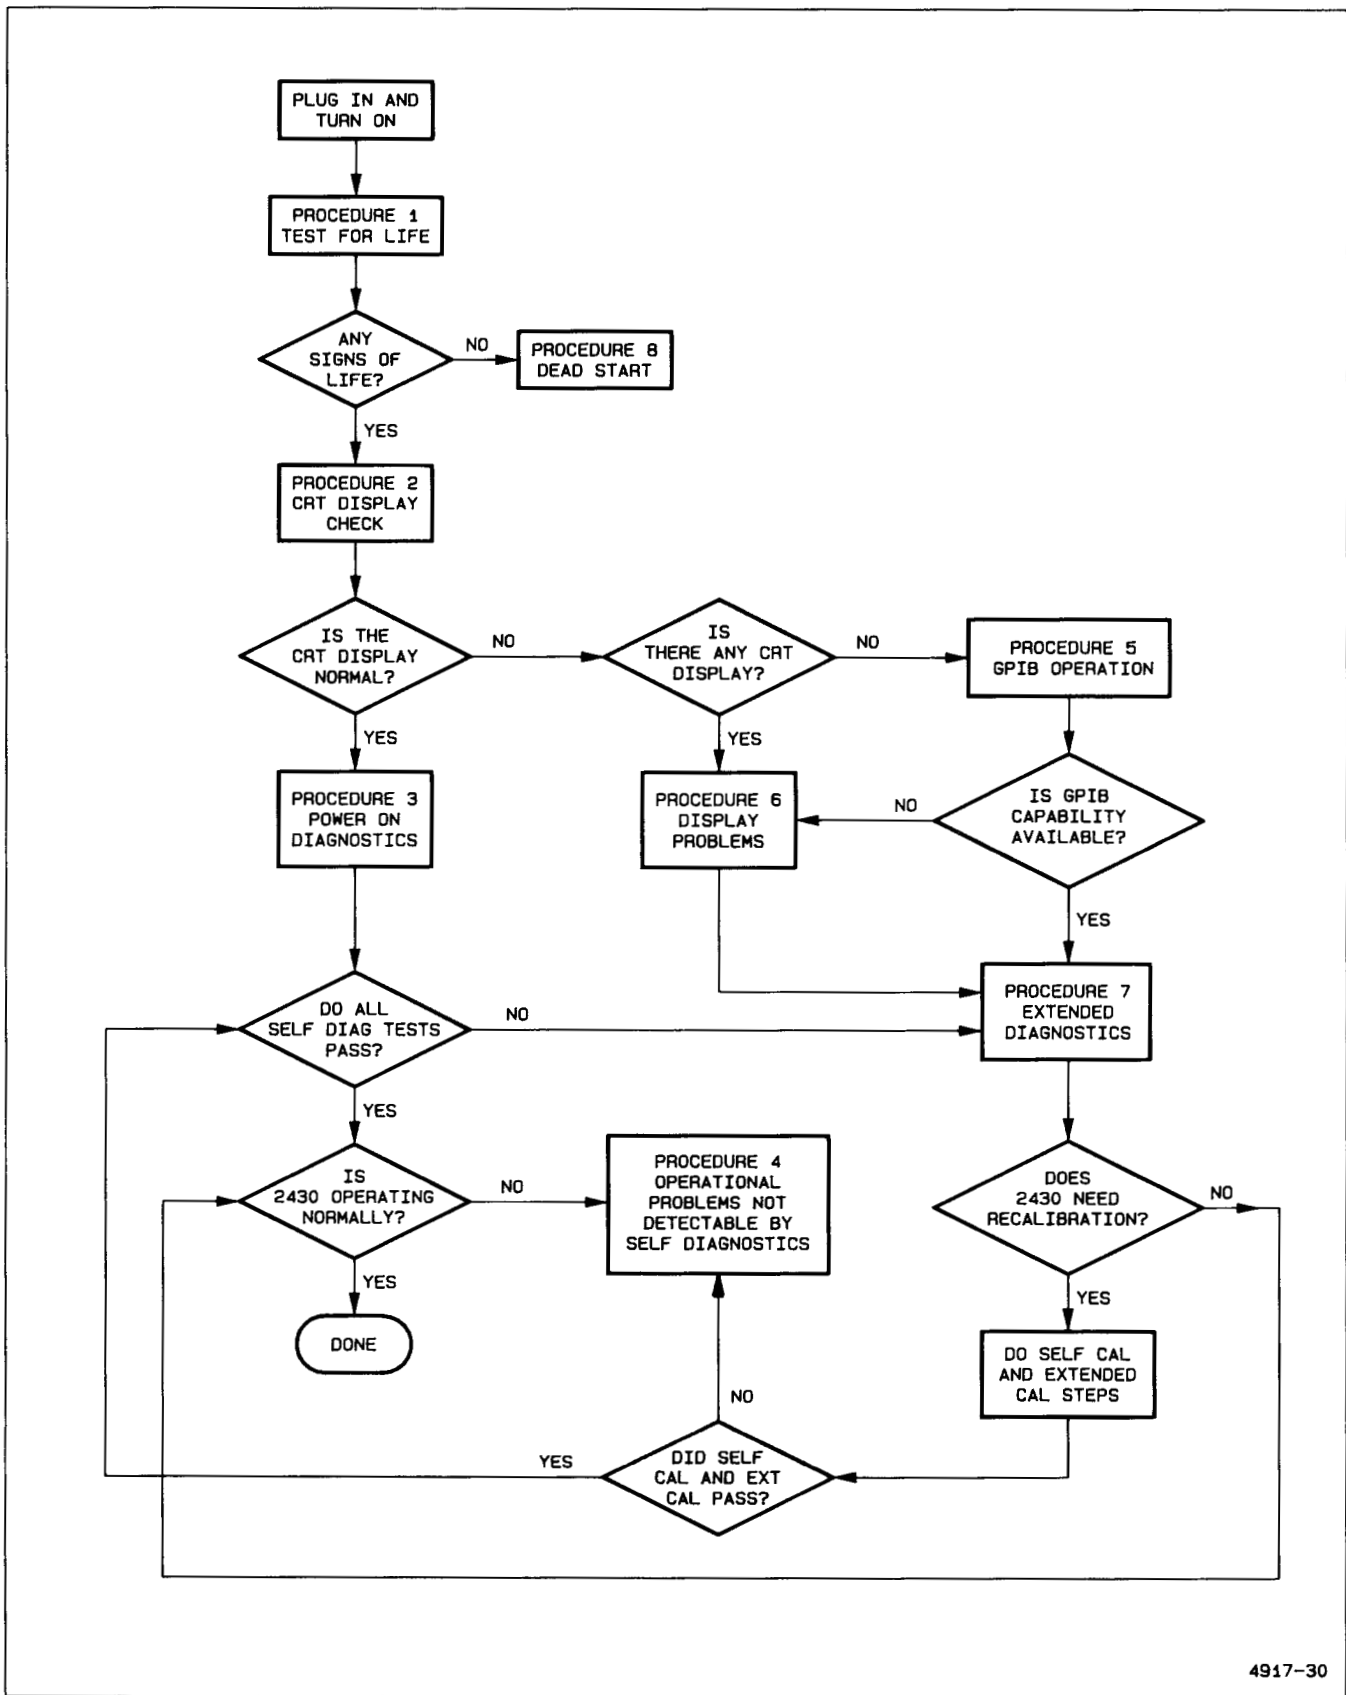 PLUG IN AND
TURN ON
PROCEDURE 1
TEST FOR LIFE
ANY
SIGNS OF
LIFE?
NO
PROCEDURE 8
DEAD START
YES
PROCEDURE 2
CRT DISPLAY
CHECK
IS THE
CRT DISPLAY
NORMAL?
NO
IS
THERE ANY CRT
DISPLAY?
NO
PROCEDURE 5
GPIB OPERATION
YES
YES
PROCEDURE 3
POWER ON
DIAGNOSTICS
PROCEDURE 6
DISPLAY
PROBLEMS
NO
IS GPIB
CAPABILITY
AVAILABLE?
YES
DO ALL
SELF DIAG TESTS
PASS?
NO
PROCEDURE 7
EXTENDED
DIAGNOSTICS
YES
IS
2430 OPERATING
NORMALLY?
NO
PROCEDURE 4
OPERATIONAL
PROBLEMS NOT
DETECTABLE BY
SELF DIAGNOSTICS
DOES
2430 NEED
RECALIBRATION?
NO
YES
YES
DONE
DO SELF CAL
AND EXTENDED
CAL STEPS
NO
YES
DID SELF
CAL AND EXT
CAL PASS?
4917-30